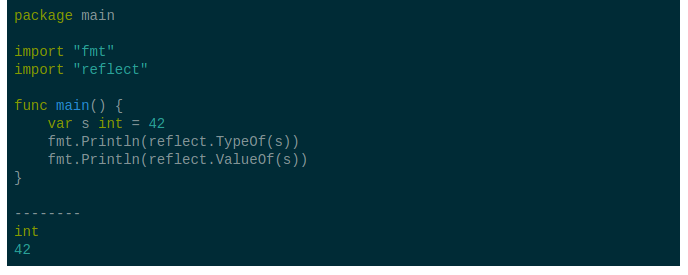 package main

import "fmt"
import "reflect"

func main() {
    var s int = 42
    fmt.Println(reflect.TypeOf(s))
    fmt.Println(reflect.ValueOf(s))
}

--------
int
42